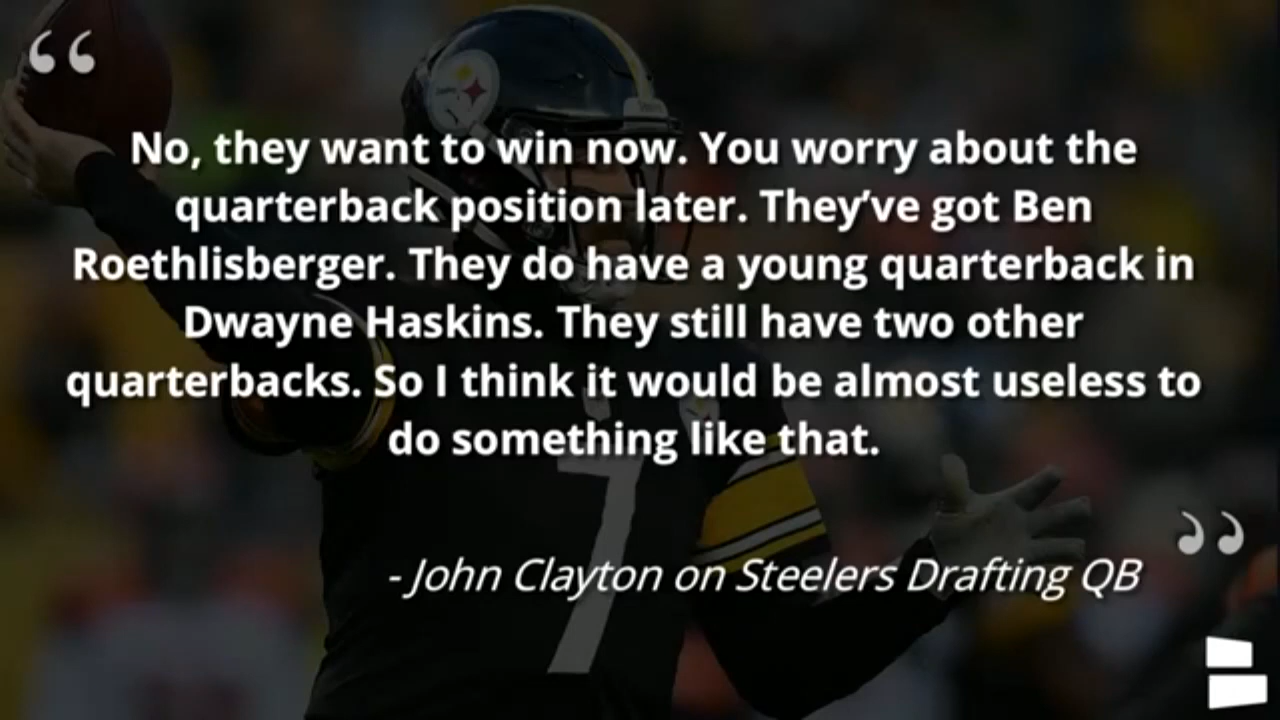 “
No, they want to win now. You worry about the
quarterback position later. They’ve got Ben
Roethlisberger. They do have a young quarterback in
Dwayne Haskins. They still have two other
quarterbacks. So I think it would be almost useless to
do something like that.
”
- John Clayton on Steelers Drafting QB
7